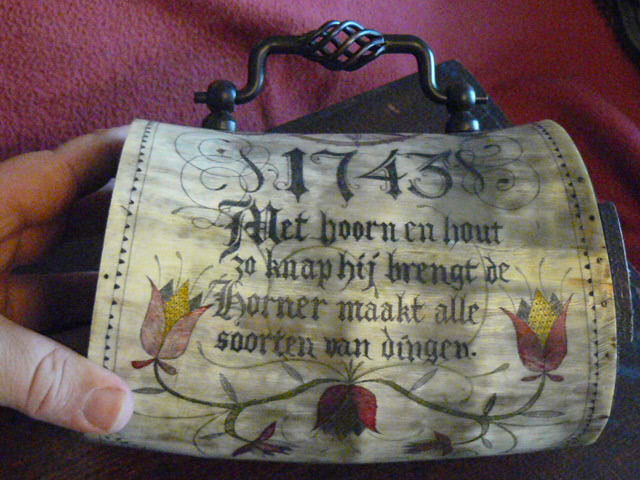 1743
Met hoorn en hout
zo knap hij brengt de
Horner maakt alle
soorten van dingen.